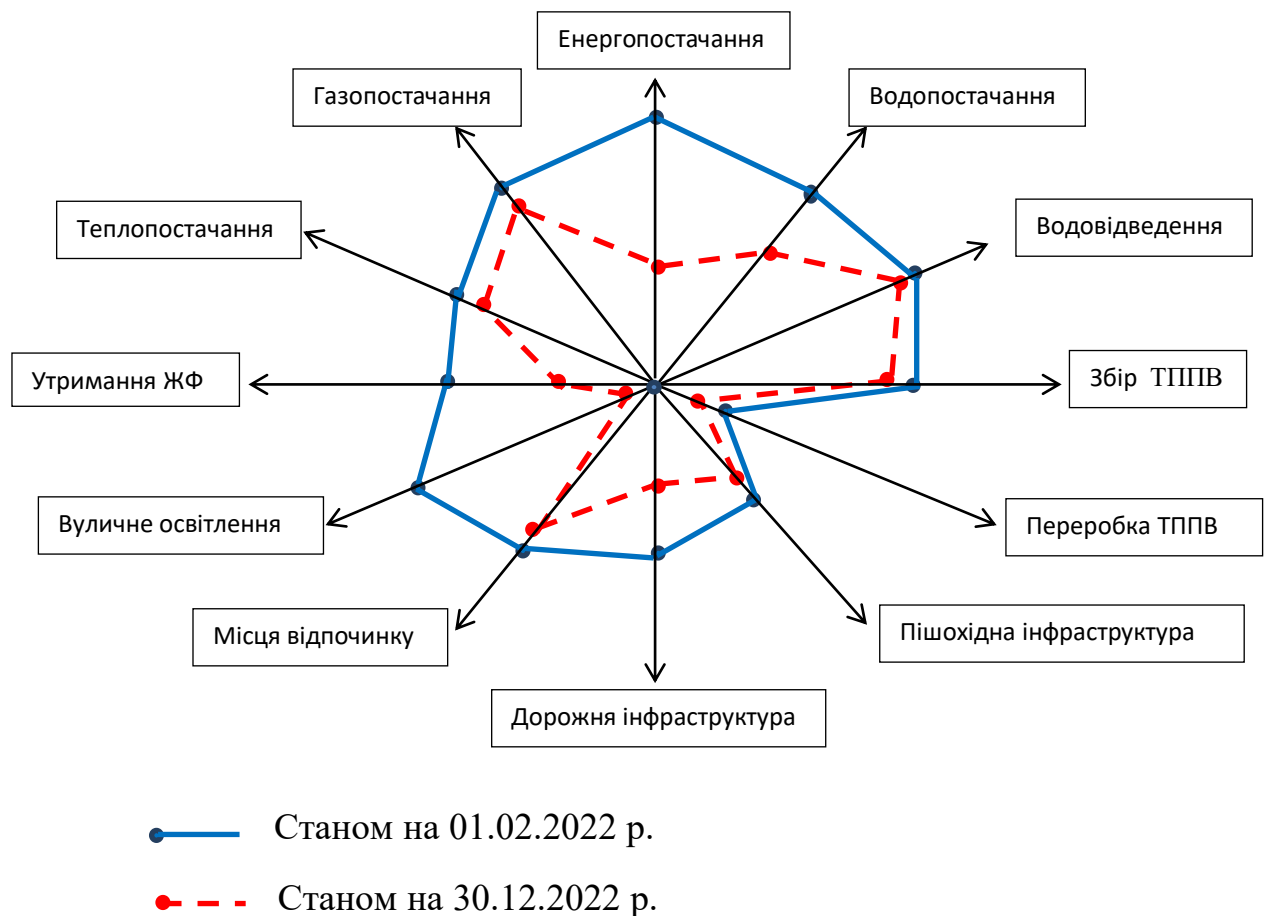 Енергопостачання
Газопостачання
Водопостачання
Теплопостачання
Водовідведення
Утримання ЖФ
Збір ТППВ
Вуличне освітлення
Переробка ТППВ
Місця відпочинку
Пішохідна інфраструктура
Дорожня інфраструктура
Станом на 01.02.2022 р.
Станом на 30.12.2022 р.